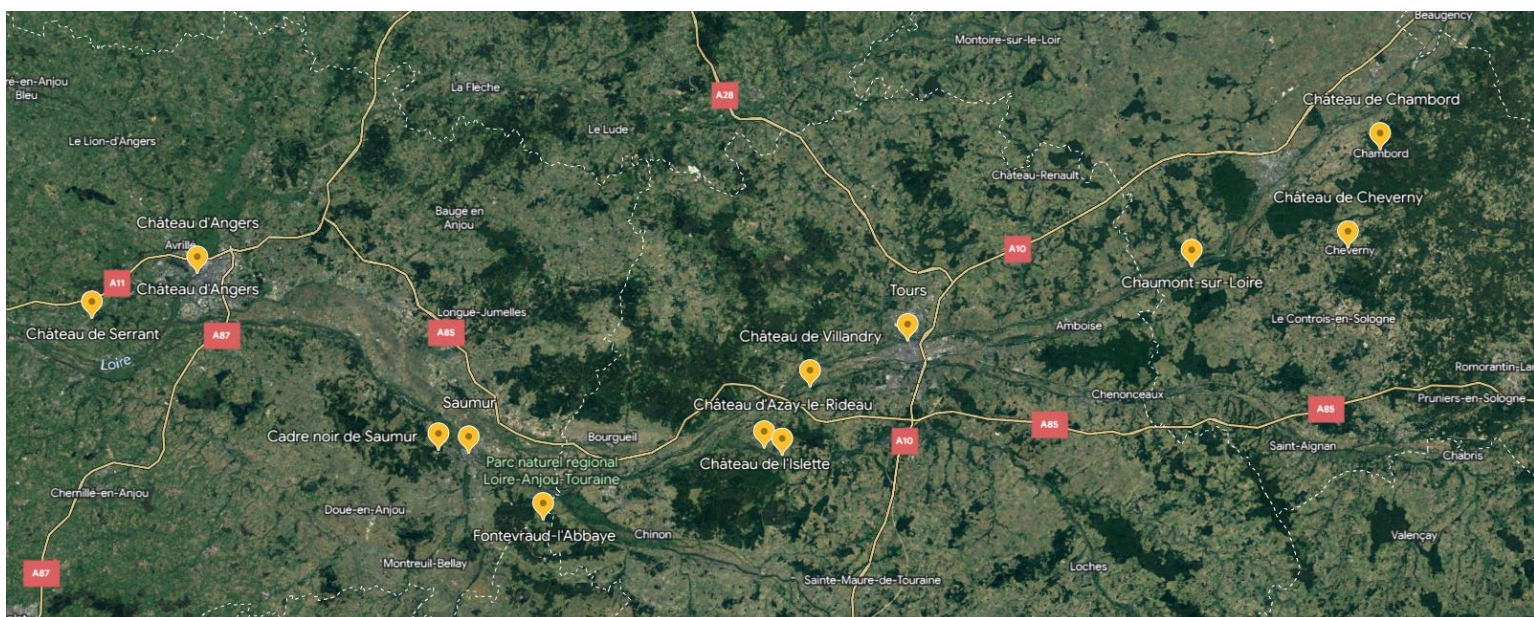 Beaugency
Montoire-sur-le-Loir
ré-en-Anjou
Bleu
La Flèche
A28
Château de Chambord
Le Lude
Le Lion-d'Angers
Chambord
Château-Renault
Château de Cheverny
Baugé en
Anjou
Château d'Angers
Avrillé
A10
Cheverny
A11
Château d'Angers
Chaumont-sur-Loire
Tours
Longué-Jumelles
Le Controis-en-Sologne
Château de Serrant
A87
A85
Château de Villandry
Amboise
Loire
Romorantin-Lan
Chenonceaux
Pruniers-en-Sologne
Saumur
Château d'Azay-le-Rideau
A85
A85
Cadre noir de Saumur
Bourgueil
A10
Saint-Aignan
Chabris
Parc naturel régional
Loire-Anjou-Touraine
Château de l'Islette
Chemillé-en-Anjou
Doué-en-Anjou
Fontevraud-l'Abbaye
Chinon
Valençay
Montreuil-Bellay
Loches
A87
Sainte-Maure-de-Touraine